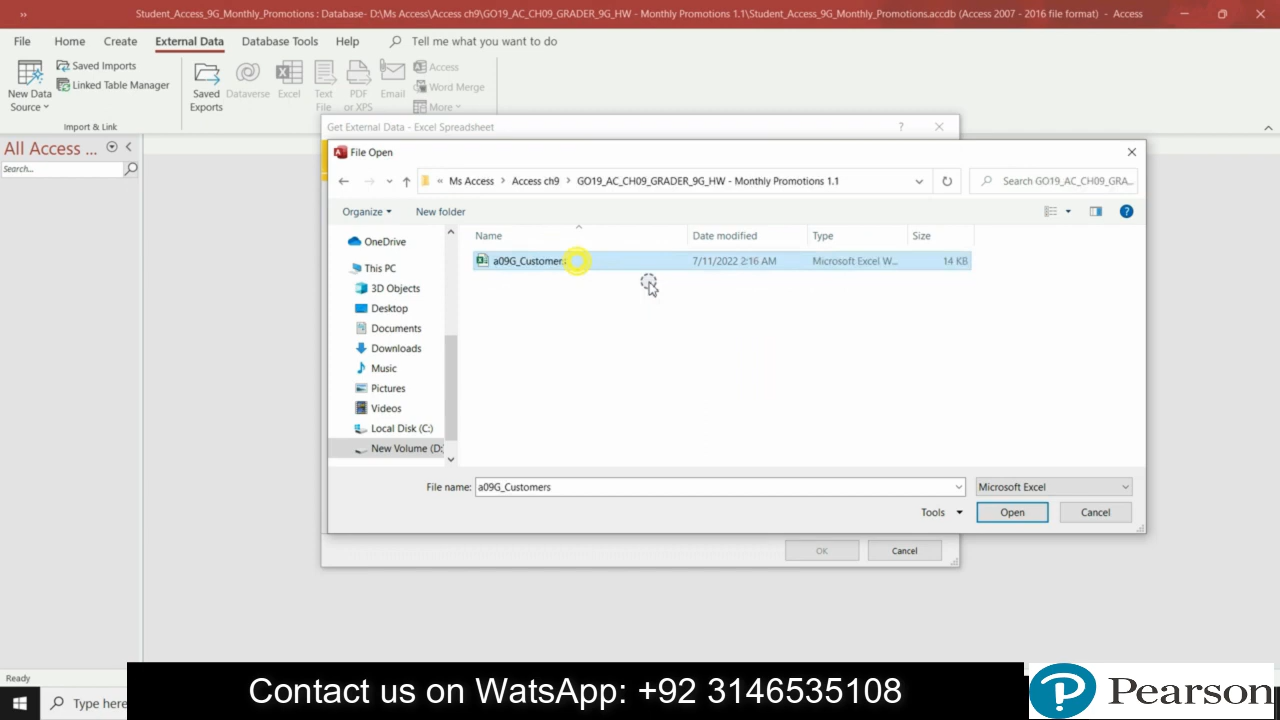 Student_Access_9G_Monthly_Promotions : Database- D:\Ms Access\Access ch9\GO19_AC_CH09_GRADER_9G_HW - Monthly Promotions 1.1\Student_Access_9G_Monthly_Promotions.accdb (Access 2007 - 2016 file format) - Access
File Home Create External Data Database Tools Help Tell me what you want to do
New Data Source
Saved Imports
Linked Table Manager
Saved Exports
Dataverse
Excel
Text File
PDF or XPS
Email
Access
Word Merge
More
Import & Link
Get External Data - Excel Spreadsheet ?
All Access ...
Search...
File Open
« Ms Access > Access ch9 > GO19_AC_CH09_GRADER_9G_HW - Monthly Promotions 1.1
Search GO19_AC_CH09_GRA...
Organize New folder
Name Date modified Type Size
a09G_Customers 7/11/2022 2:16 AM Microsoft Excel W... 14 KB
OneDrive
This PC
3D Objects
Desktop
Documents
Downloads
Music
Pictures
Videos
Local Disk (C:)
New Volume (D:
File name: a09G_Customers Microsoft Excel
Tools Open Cancel
OK Cancel
Ready
Type here
Contact us on WatsApp: +92 3146535108
Pearson